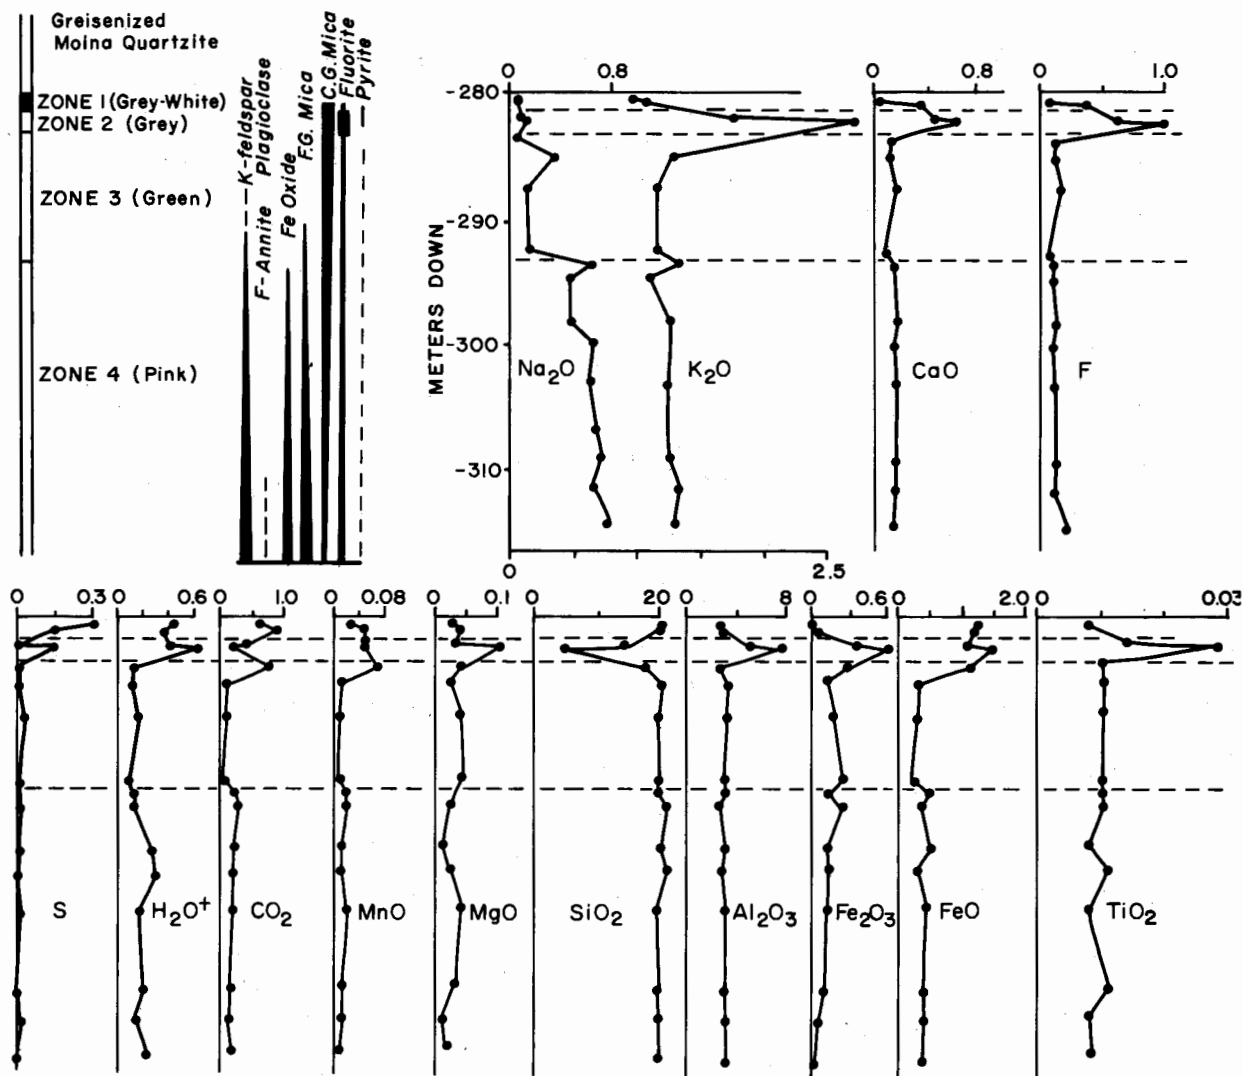 Greisenized
Moina Quartzite
ZONE 1 (Grey-White)
ZONE 2 (Grey)
ZONE 3 (Green)
ZONE 4 (Pink)
K-feldspar
F-Annite
Plagioclase
Fe Oxide
F.G. Mica
C.G. Mica
Fluorite
Pyrite
METERS DOWN
0 0.8
0 0.8
0 1.0
-280
-290
-300
-310
Na2O K2O CaO F
0 2.5
0 0.3 0 0.6 0 1.0 0 0.08 0 0.1 0 20 0 8 0 0.6 0 2.0 0 0.03
S H2O+ CO2 MnO MgO SiO2 Al2O3 Fe2O3 FeO TiO2